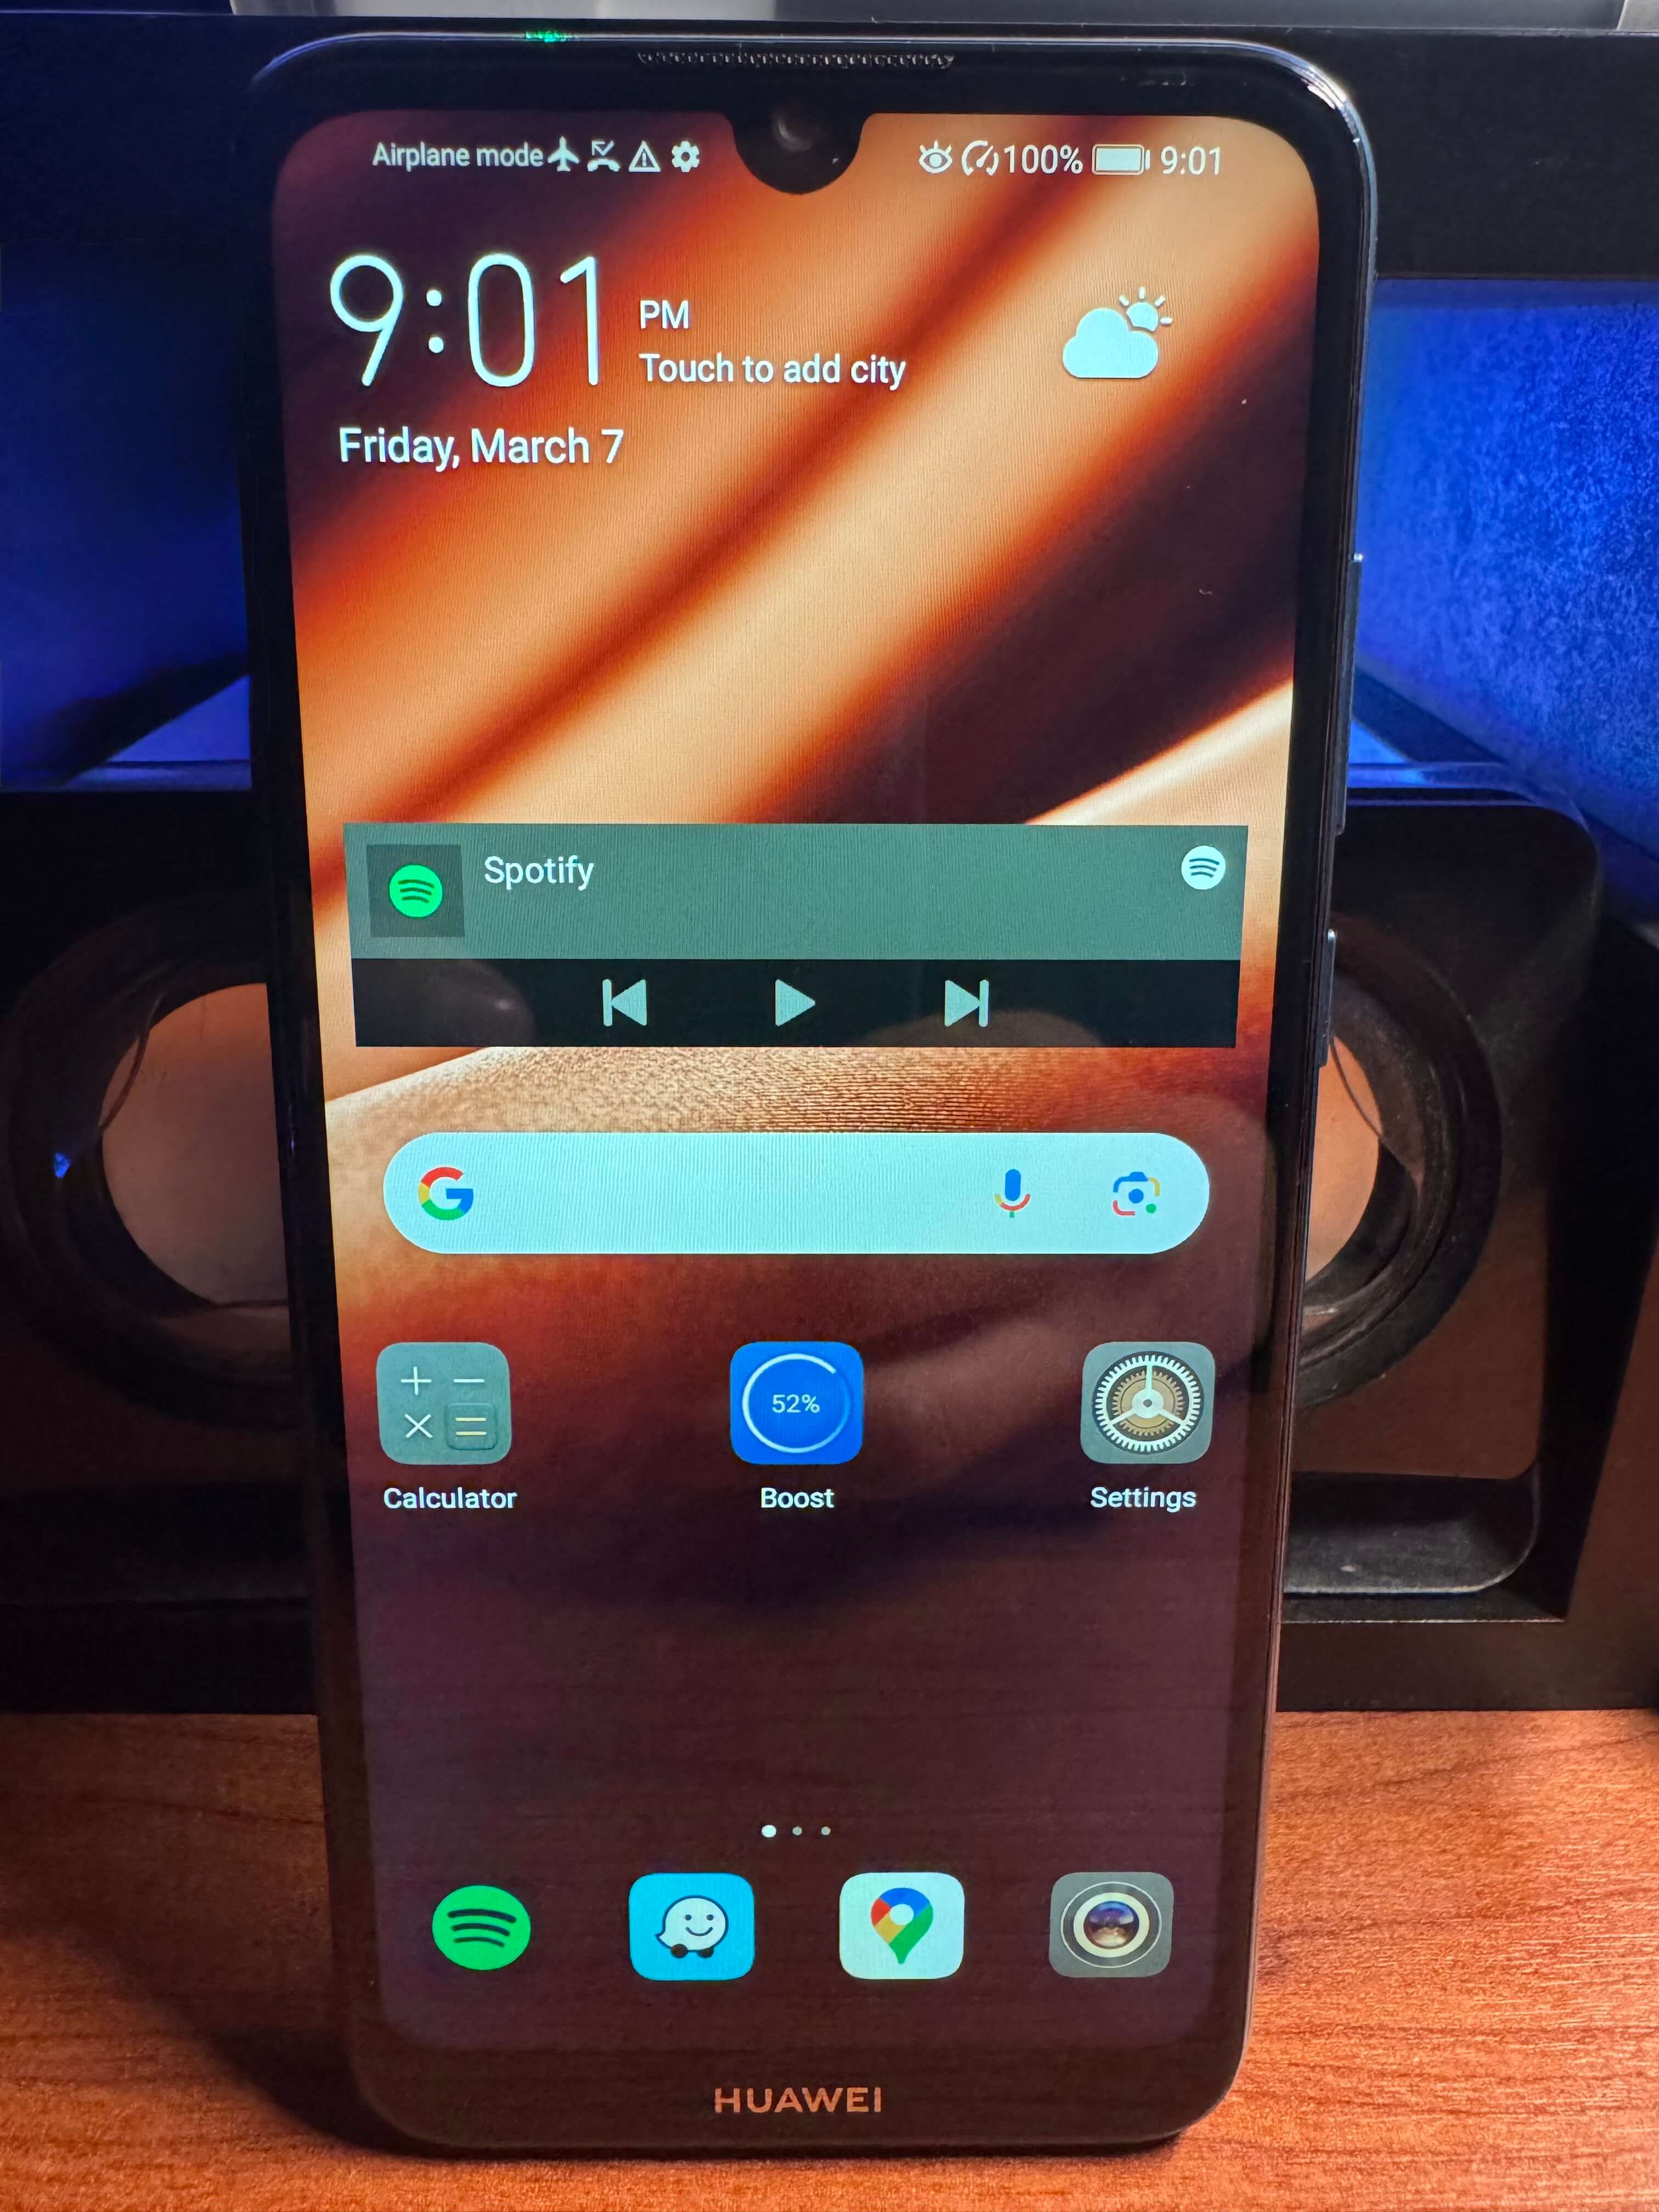 Airplane mode 100% 9:01
9:01 PM
Touch to add city
Friday, March 7
Spotify
52%
Calculator Boost Settings
HUAWEI